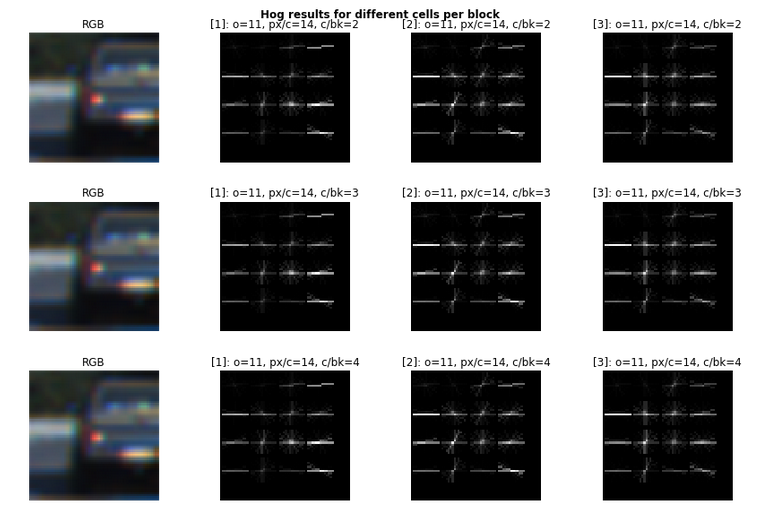 Hog results for different cells per block
RGB
[1]: o=11, px/c=14, c/bk=2
[2]: o=11, px/c=14, c/bk=2
[3]: o=11, px/c=14, c/bk=2
RGB
[1]: o=11, px/c=14, c/bk=3
[2]: o=11, px/c=14, c/bk=3
[3]: o=11, px/c=14, c/bk=3
RGB
[1]: o=11, px/c=14, c/bk=4
[2]: o=11, px/c=14, c/bk=4
[3]: o=11, px/c=14, c/bk=4